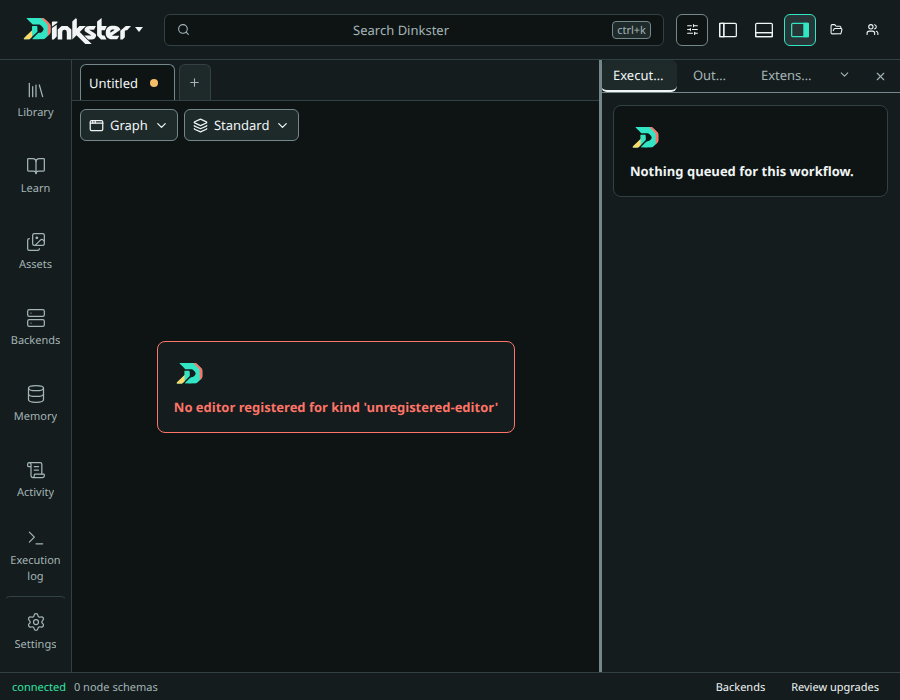 Dinkster
Search Dinkster
ctrl+k
Library
Learn
Assets
Backends
Memory
Activity
Execution
log
Settings
Untitled
Graph
Standard
No editor registered for kind 'unregistered-editor'
Execut...
Out...
Extens...
Nothing queued for this workflow.
connected
0 node schemas
Backends
Review upgrades